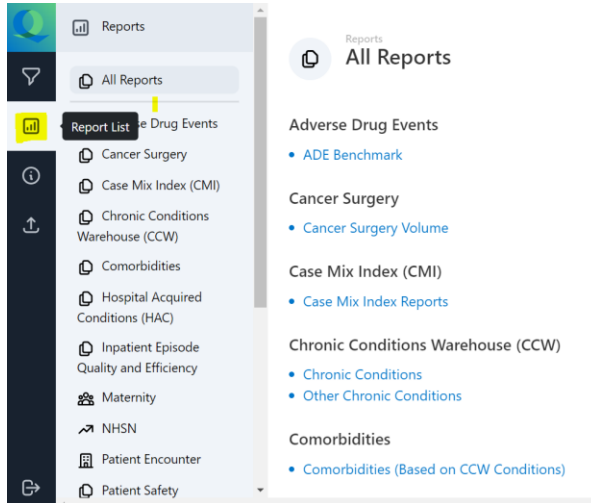 Reports
All Reports
Report List
se Drug Events
Cancer Surgery
Case Mix Index (CMI)
Chronic Conditions
Warehouse (CCW)
Comorbidities
Hospital Acquired
Conditions (HAC)
Inpatient Episode
Quality and Efficiency
Maternity
NHSN
Patient Encounter
Patient Safety
Reports
All Reports
Adverse Drug Events
• ADE Benchmark
Cancer Surgery
• Cancer Surgery Volume
Case Mix Index (CMI)
• Case Mix Index Reports
Chronic Conditions Warehouse (CCW)
• Chronic Conditions
• Other Chronic Conditions
Comorbidities
• Comorbidities (Based on CCW Conditions)